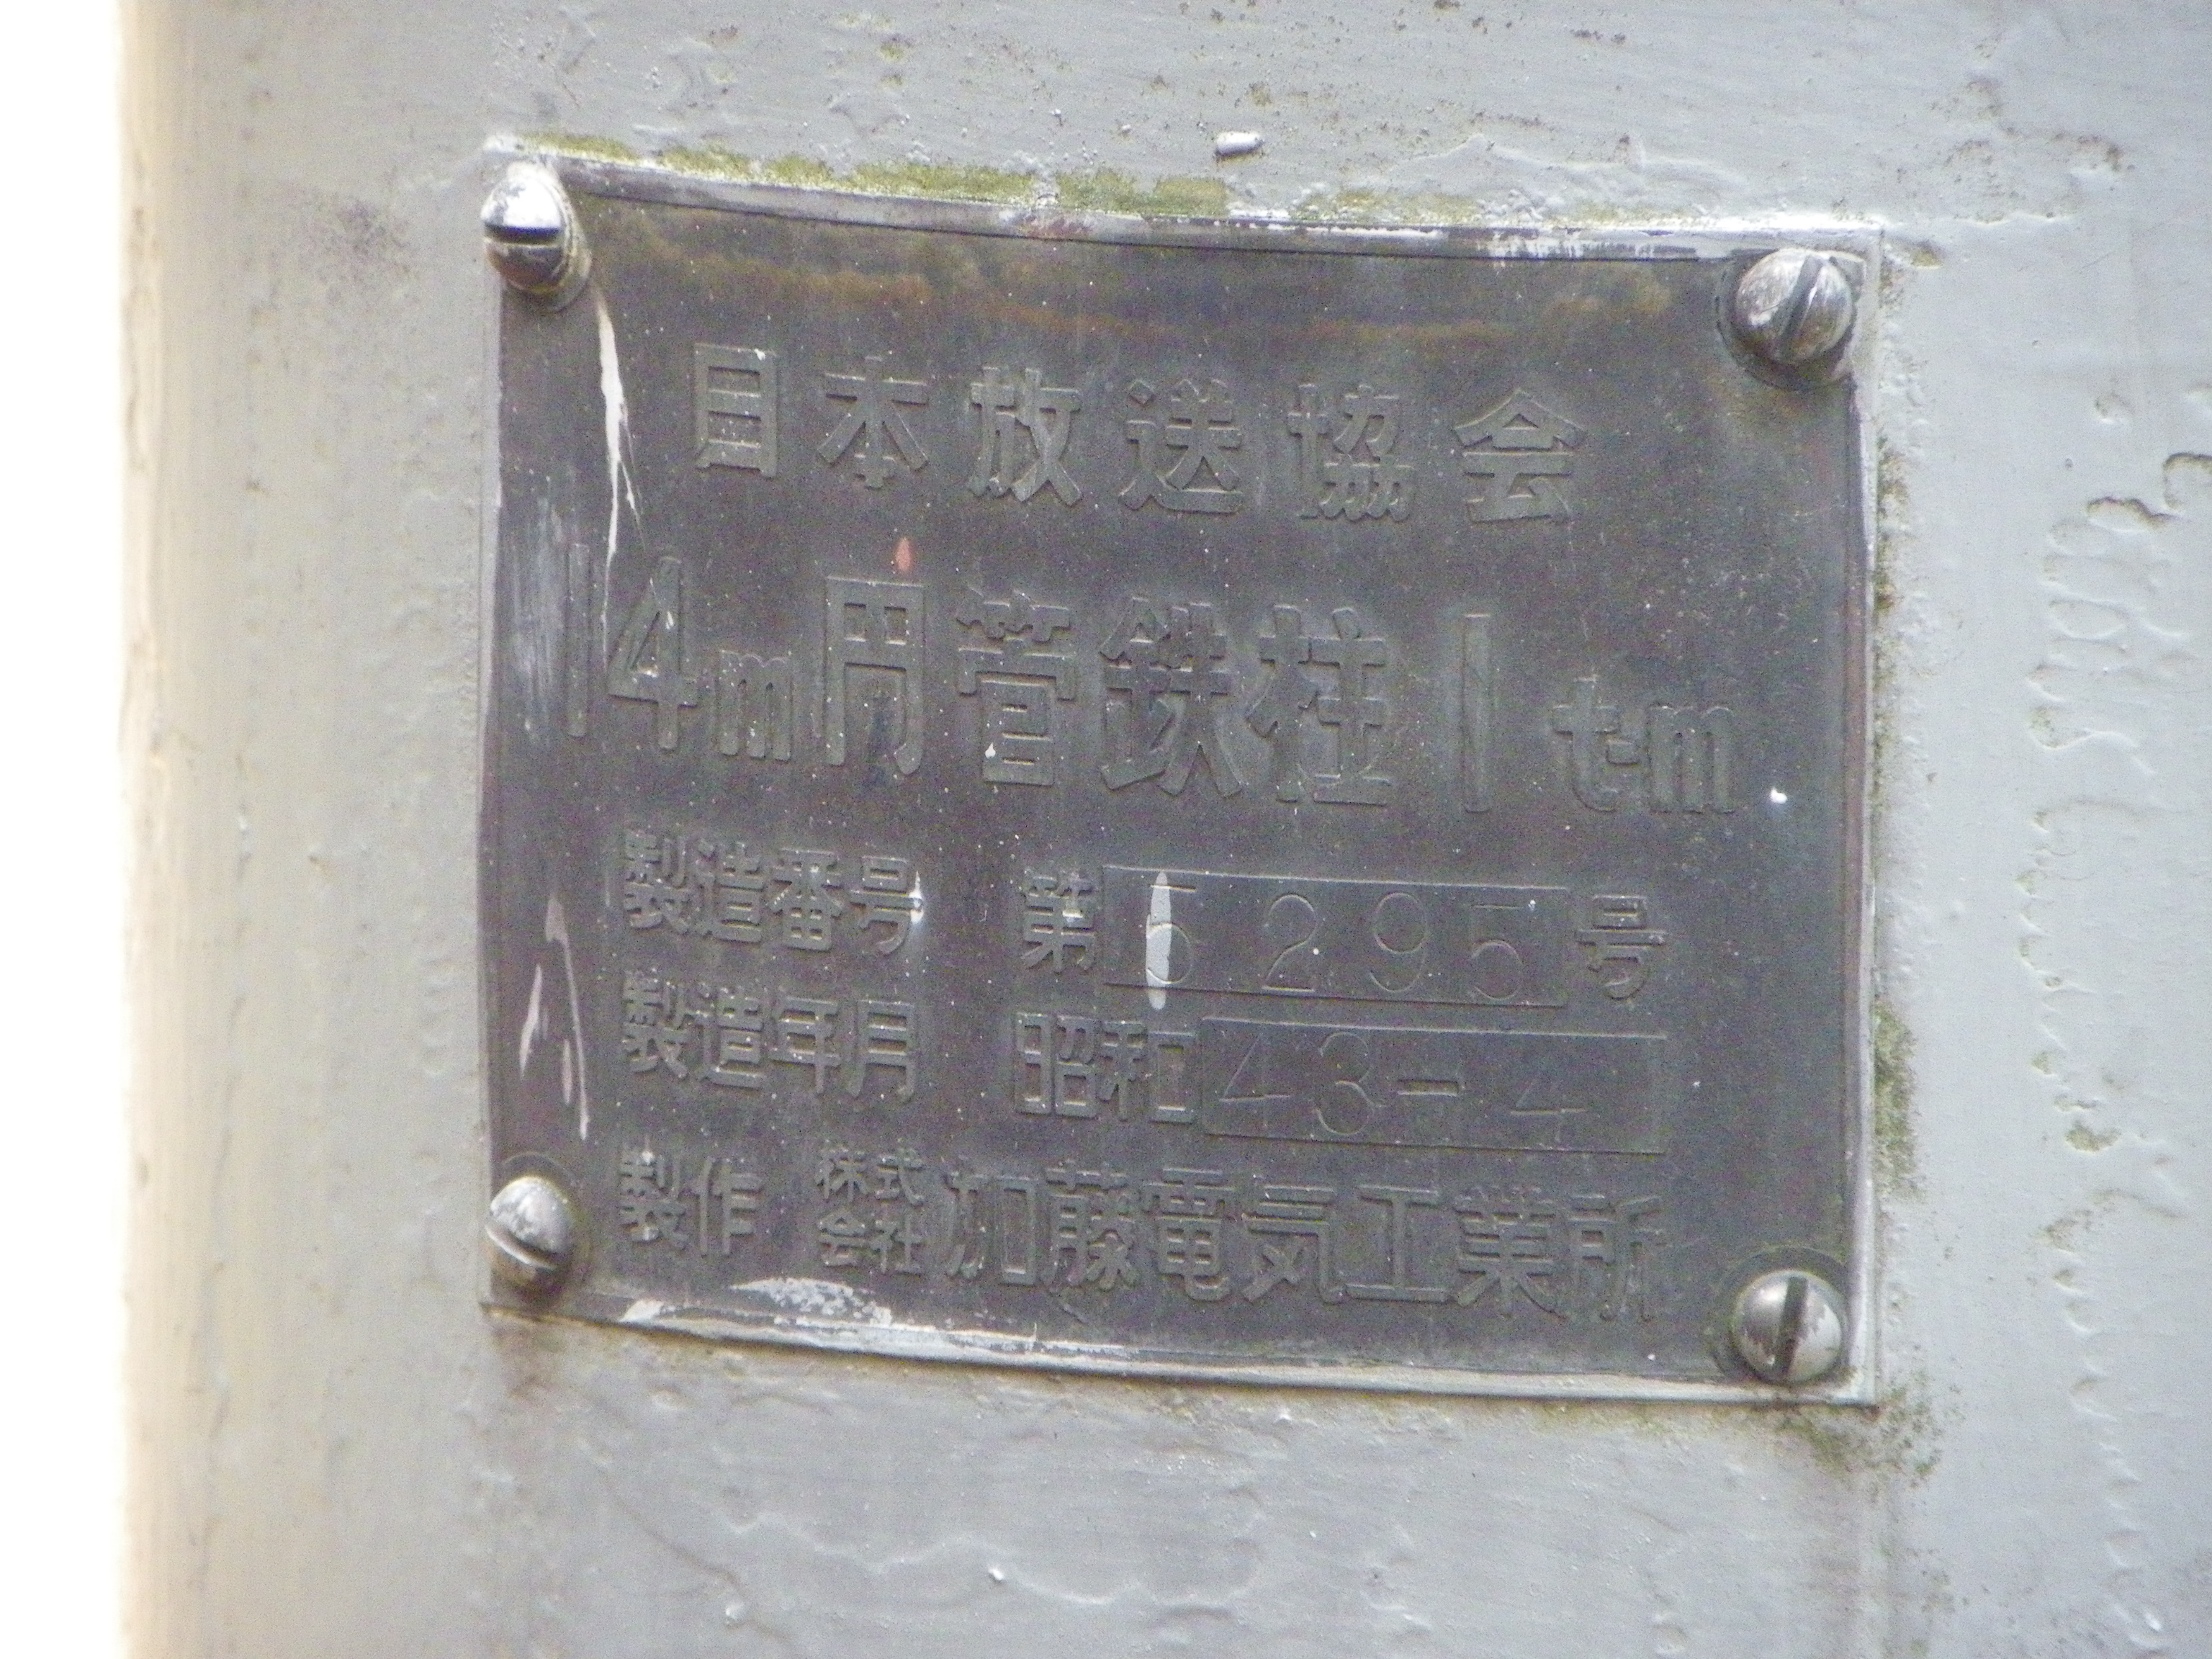 日本放送協会
14m円管鉄柱1t-m
製造番号 第5295号
製造年月 昭和43-4
製作 株式会社加藤電気工業所